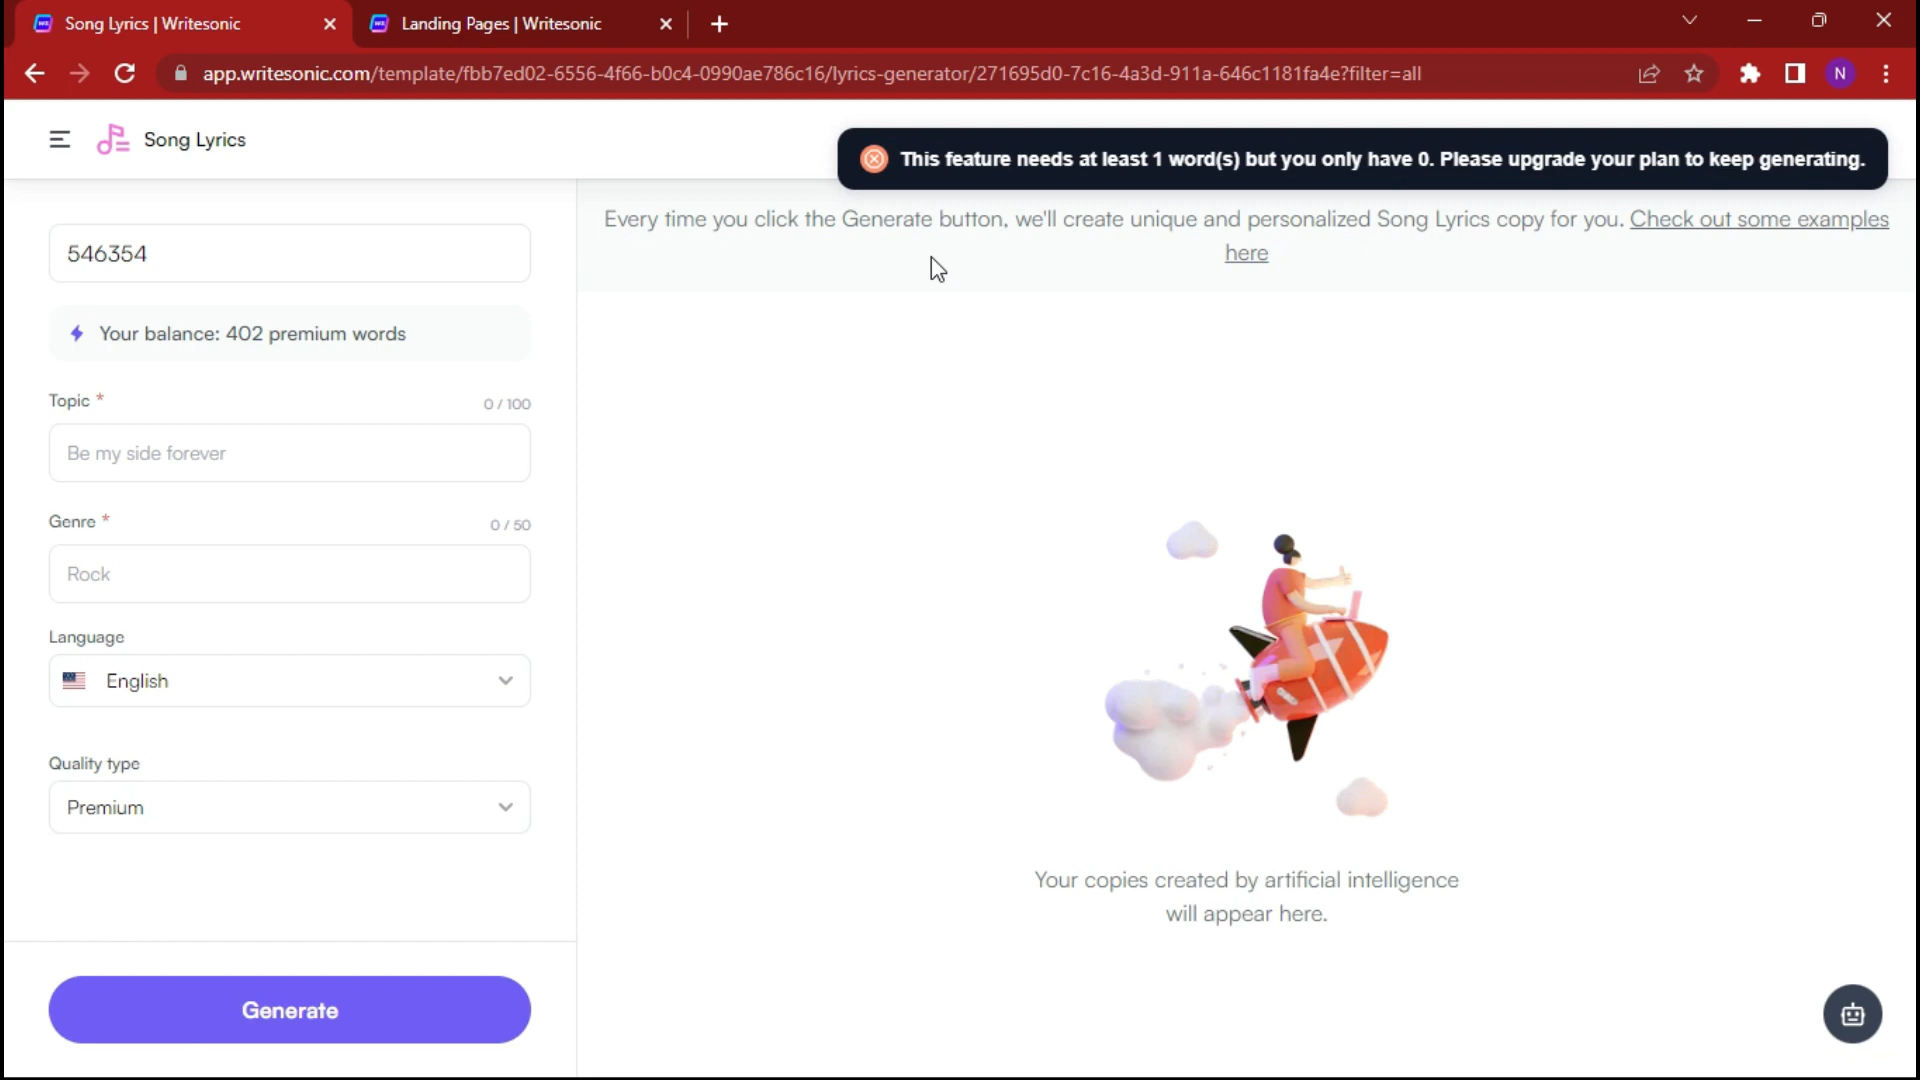 Song Lyrics | Writesonic
Landing Pages | Writesonic
app.writesonic.com/template/fbb7ed02-6556-4f66-b0c4-0990ae786c16/lyrics-generator/271695d0-7c16-4a3d-911a-646c1181fa4e?filter=all
N
Song Lyrics
This feature needs at least 1 word(s) but you only have 0. Please upgrade your plan to keep generating.
Every time you click the Generate button, we'll create unique and personalized Song Lyrics copy for you. Check out some examples
here
546354
Your balance: 402 premium words
Topic *
0 / 100
Be my side forever
Genre *
0 / 50
Rock
Language
English
Quality type
Premium
Generate
Your copies created by artificial intelligence
will appear here.